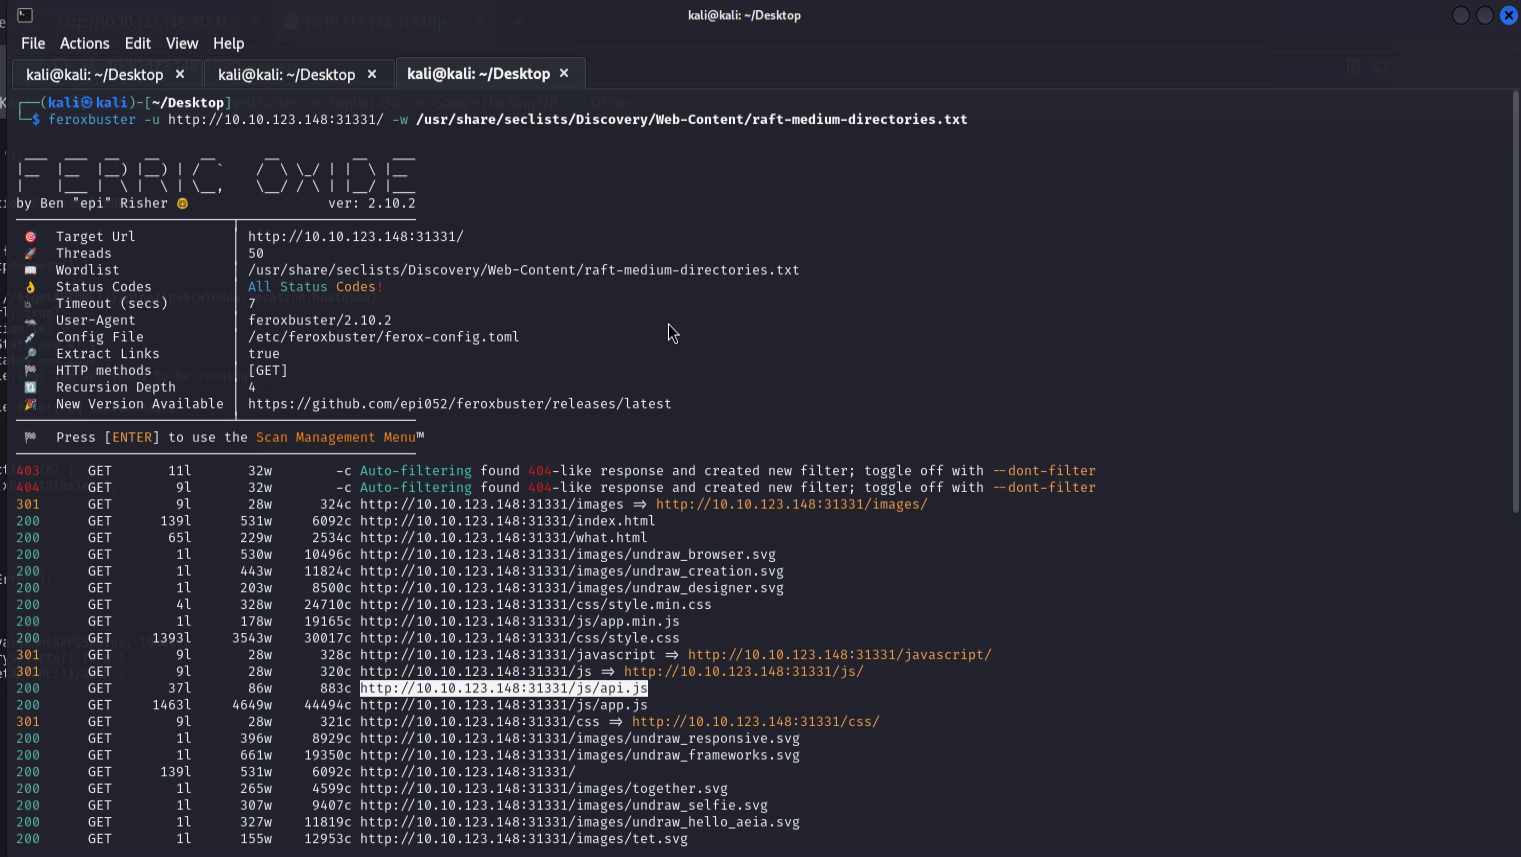 kali@kali: ~/Desktop
File Actions Edit View Help
kali@kali: ~/Desktop × kali@kali: ~/Desktop × kali@kali: ~/Desktop ×
┌──(kali㉿kali)-[~/Desktop]
└─$ feroxbuster -u http://10.10.123.148:31331/ -w /usr/share/seclists/Discovery/Web-Content/raft-medium-directories.txt
FERRIC OXIDE
by Ben "epi" Risher 🤓 ver: 2.10.2
🎯 Target Url │ http://10.10.123.148:31331/
🚀 Threads │ 50
📖 Wordlist │ /usr/share/seclists/Discovery/Web-Content/raft-medium-directories.txt
👌 Status Codes │ All Status Codes!
💥 Timeout (secs) │ 7
🦡 User-Agent │ feroxbuster/2.10.2
💉 Config File │ /etc/feroxbuster/ferox-config.toml
🔎 Extract Links │ true
🏁 HTTP methods │ [GET]
🔃 Recursion Depth │ 4
🎉 New Version Available │ https://github.com/epi052/feroxbuster/releases/latest
🏁 Press [ENTER] to use the Scan Management Menu™
403 GET 11l 32w -c Auto-filtering found 404-like response and created new filter; toggle off with --dont-filter
404 GET 9l 32w -c Auto-filtering found 404-like response and created new filter; toggle off with --dont-filter
301 GET 9l 28w 324c http://10.10.123.148:31331/images => http://10.10.123.148:31331/images/
200 GET 139l 531w 6092c http://10.10.123.148:31331/index.html
200 GET 65l 229w 2534c http://10.10.123.148:31331/what.html
200 GET 1l 530w 10496c http://10.10.123.148:31331/images/undraw_browser.svg
200 GET 1l 443w 11824c http://10.10.123.148:31331/images/undraw_creation.svg
200 GET 1l 203w 8500c http://10.10.123.148:31331/images/undraw_designer.svg
200 GET 4l 328w 24710c http://10.10.123.148:31331/css/style.min.css
200 GET 1l 178w 19165c http://10.10.123.148:31331/js/app.min.js
200 GET 1393l 3543w 30017c http://10.10.123.148:31331/css/style.css
301 GET 9l 28w 328c http://10.10.123.148:31331/javascript => http://10.10.123.148:31331/javascript/
301 GET 9l 28w 320c http://10.10.123.148:31331/js => http://10.10.123.148:31331/js/
200 GET 37l 86w 883c http://10.10.123.148:31331/js/api.js
200 GET 1463l 4649w 44494c http://10.10.123.148:31331/js/app.js
301 GET 9l 28w 321c http://10.10.123.148:31331/css => http://10.10.123.148:31331/css/
200 GET 1l 396w 8929c http://10.10.123.148:31331/images/undraw_responsive.svg
200 GET 1l 661w 19350c http://10.10.123.148:31331/images/undraw_frameworks.svg
200 GET 139l 531w 6092c http://10.10.123.148:31331/
200 GET 1l 265w 4599c http://10.10.123.148:31331/images/together.svg
200 GET 1l 307w 9407c http://10.10.123.148:31331/images/undraw_selfie.svg
200 GET 1l 327w 11819c http://10.10.123.148:31331/images/undraw_hello_aeia.svg
200 GET 1l 155w 12953c http://10.10.123.148:31331/images/tet.svg